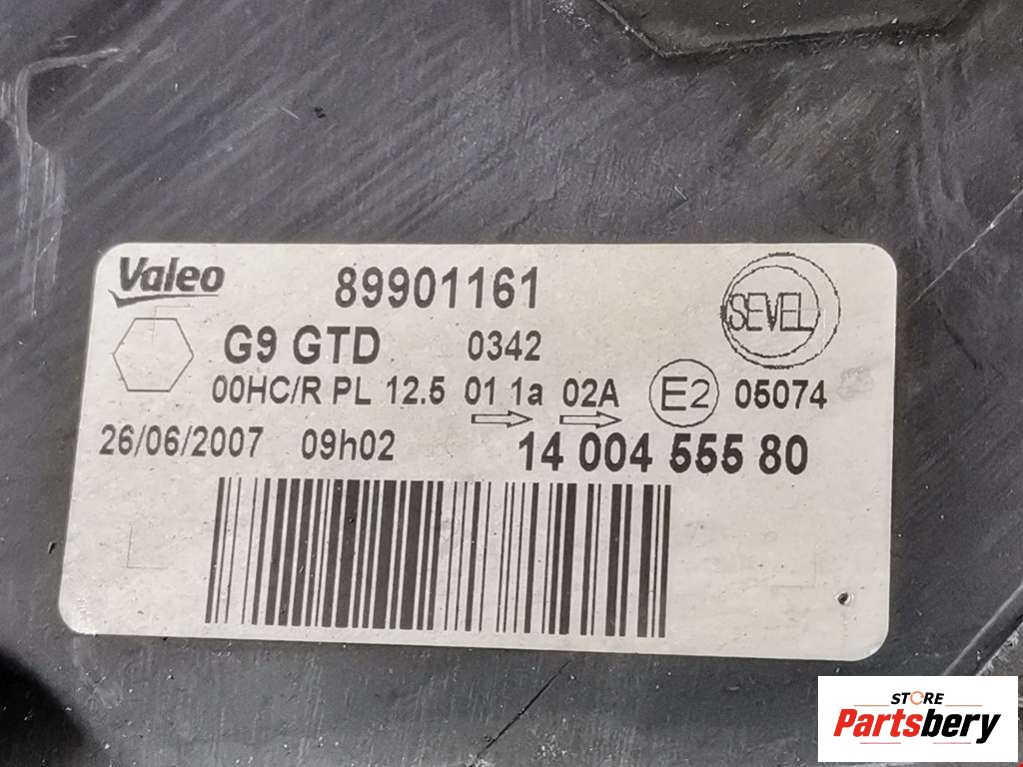 Valeo 89901161 SEVEL
G9 GTD 0342
00HC/R PL 12.5 01 1a 02A E2 05074
26/06/2007 09h02 14 004 555 80
STORE
Partsbery